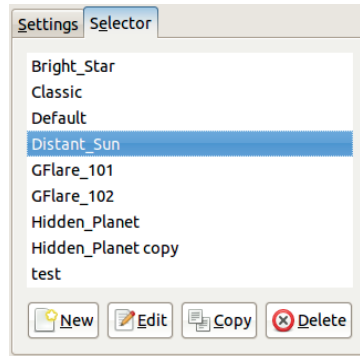 Settings Selector
Bright_Star
Classic
Default
Distant_Sun
GFlare_101
GFlare_102
Hidden_Planet
Hidden_Planet copy
test
New Edit Copy Delete